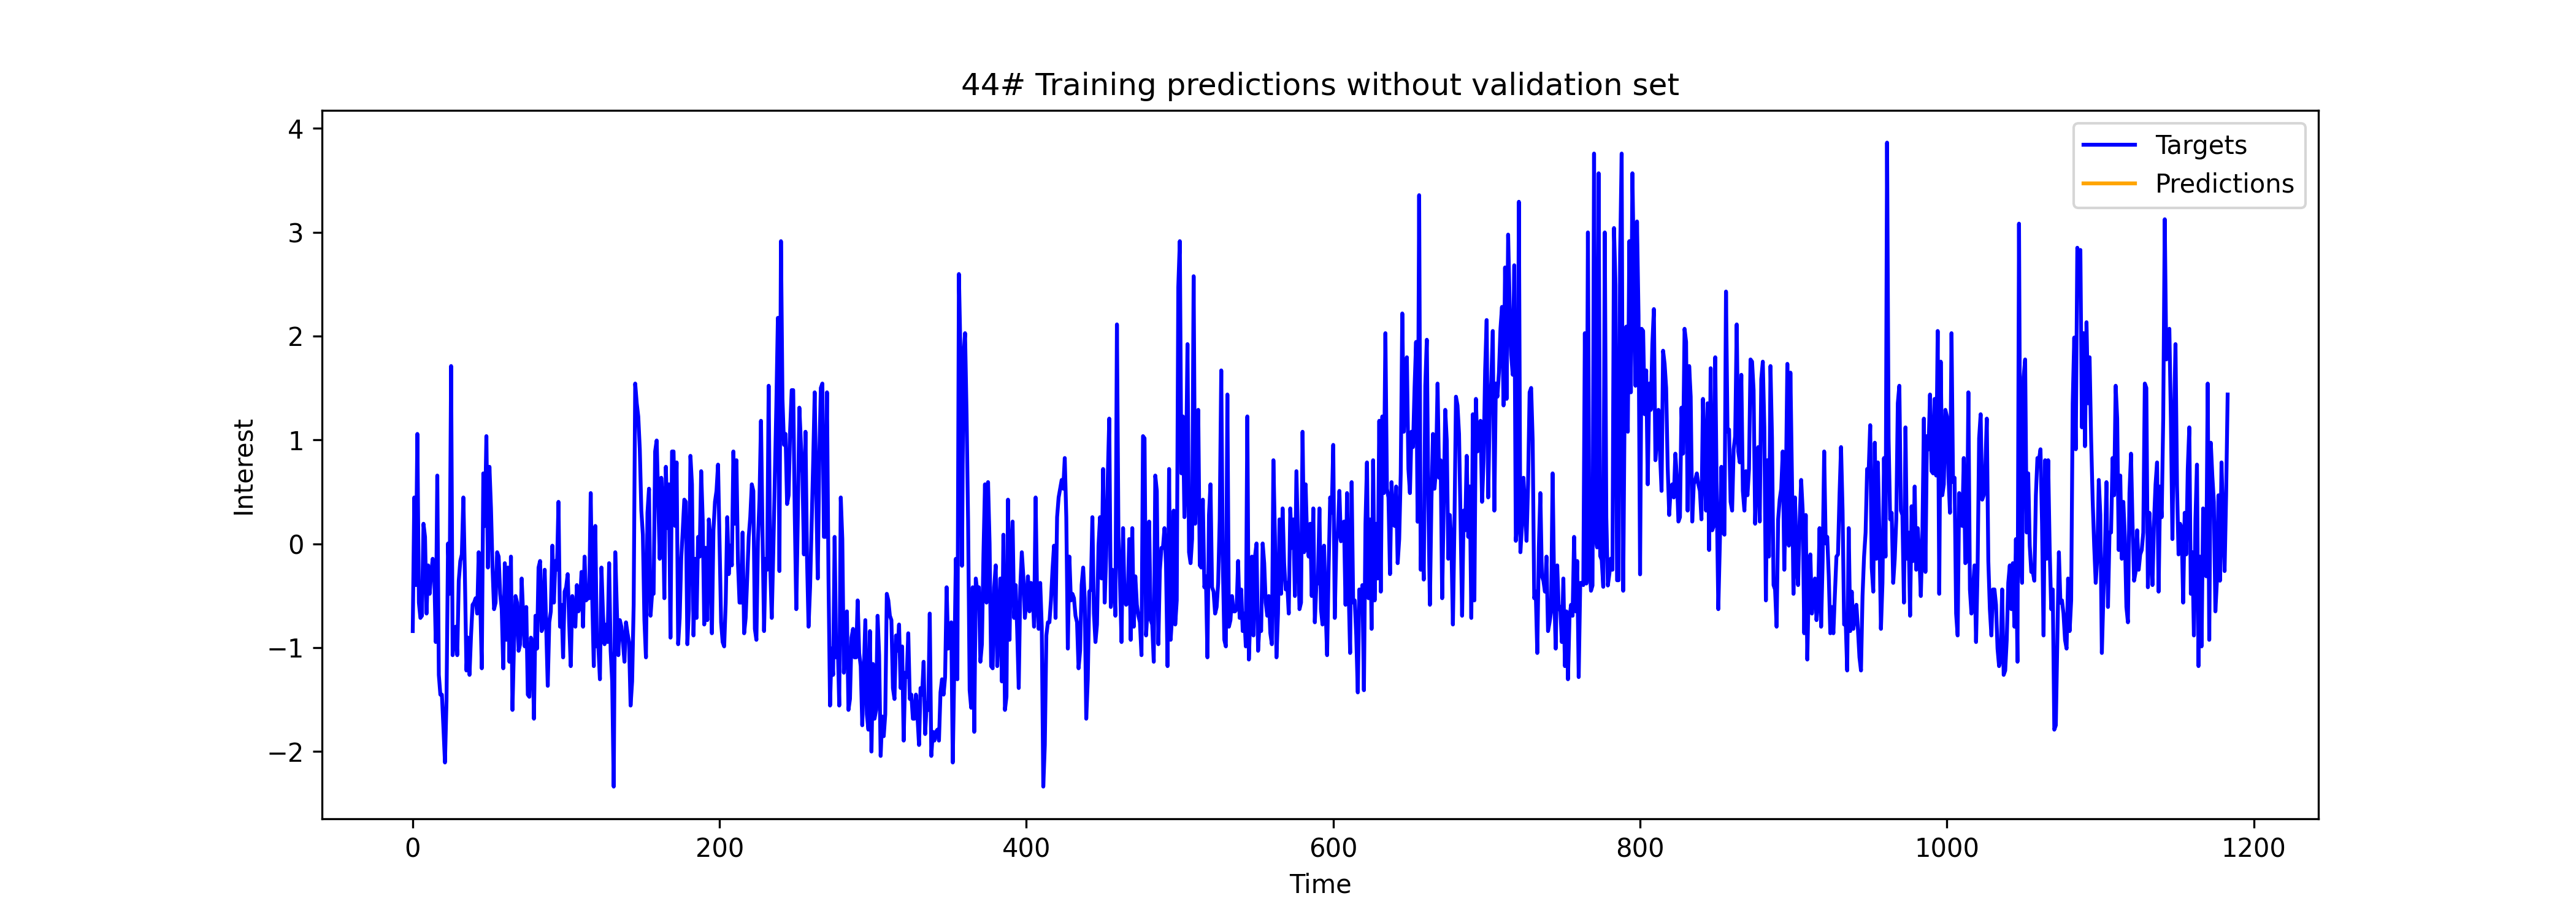 44# Training predictions without validation set
Targets
Predictions
Interest
4
3
2
1
0
−1
−2
0 200 400 600 800 1000 1200
Time